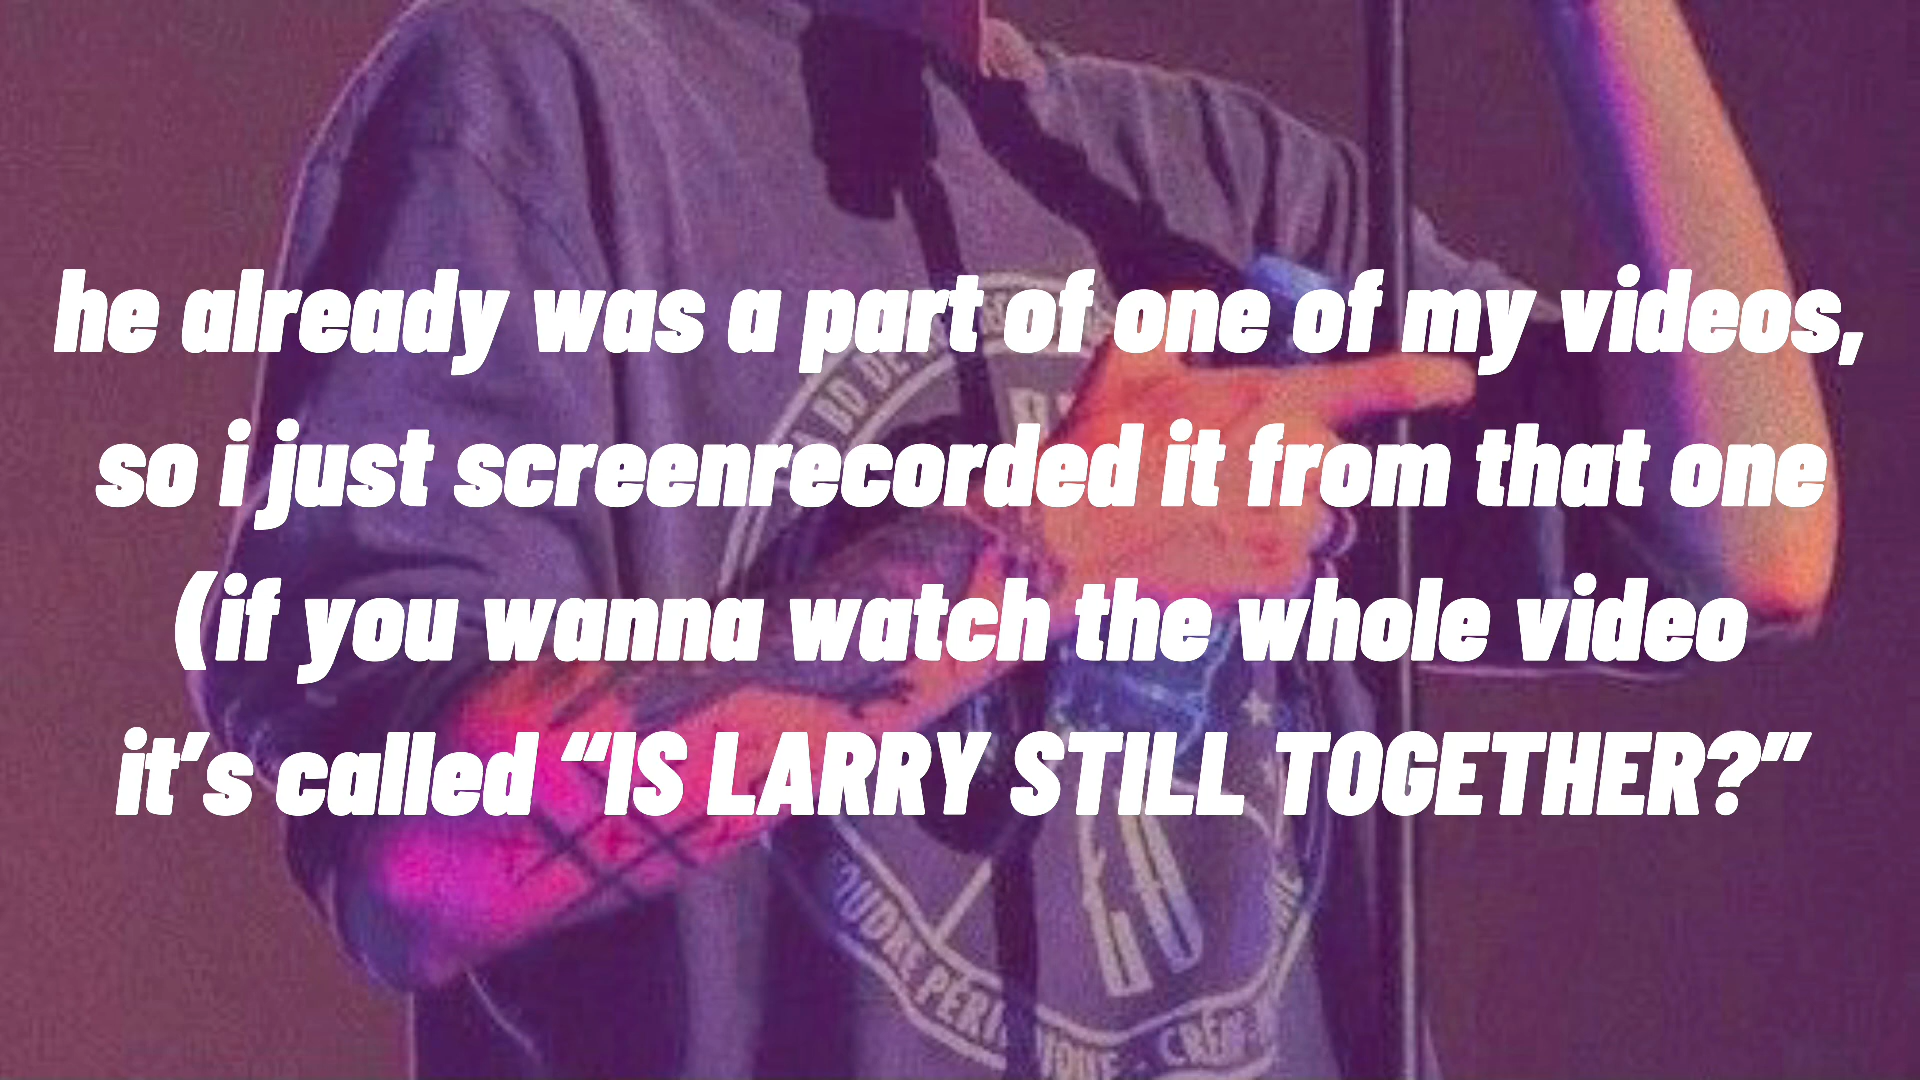 he already was a part of one of my videos,
so i just screenrecorded it from that one
(if you wanna watch the whole video
it’s called “IS LARRY STILL TOGETHER?”